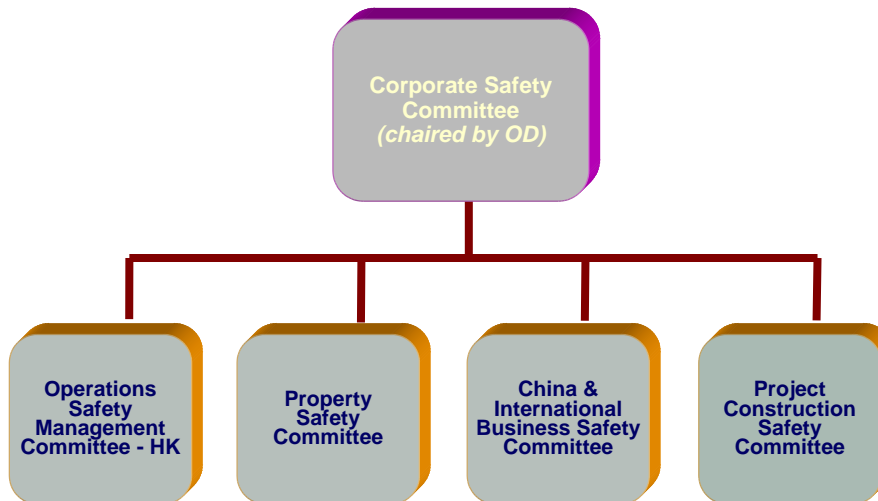 Corporate Safety
Committee
(chaired by OD)
Operations
Safety
Management
Committee - HK
Property
Safety
Committee
China &
International
Business Safety
Committee
Project
Construction
Safety
Committee